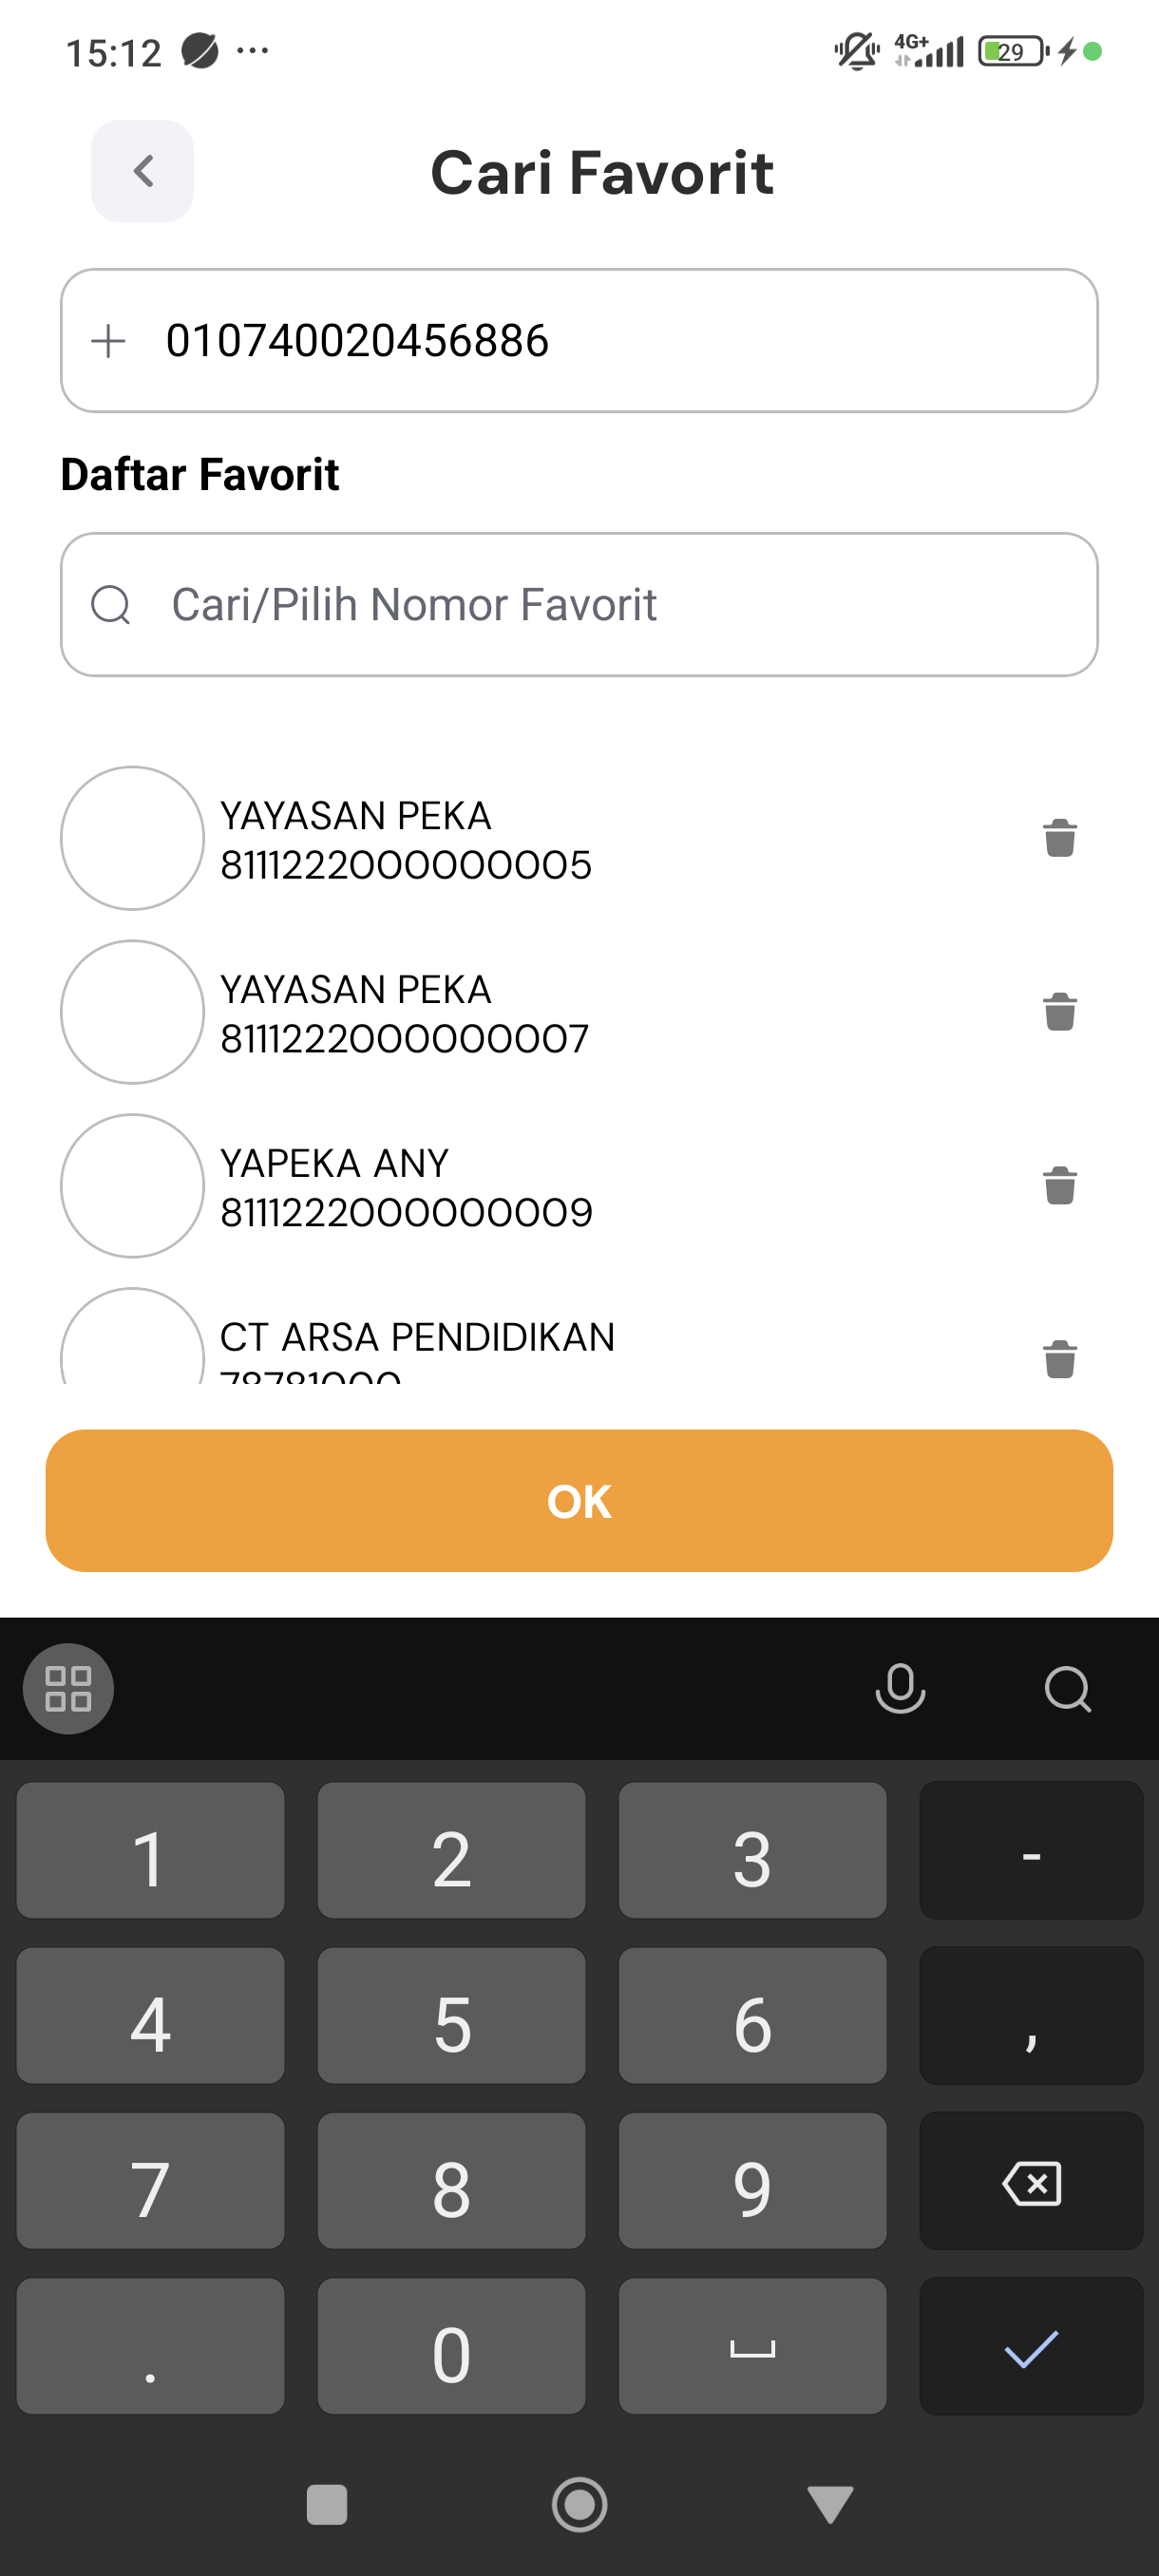 15:12
4G+
29
Cari Favorit
010740020456886
Daftar Favorit
Cari/Pilih Nomor Favorit
YAYASAN PEKA
8111222000000005
YAYASAN PEKA
8111222000000007
YAPEKA ANY
8111222000000009
CT ARSA PENDIDIKAN
78781000
OK
1 2 3 -
4 5 6 ,
7 8 9
. 0